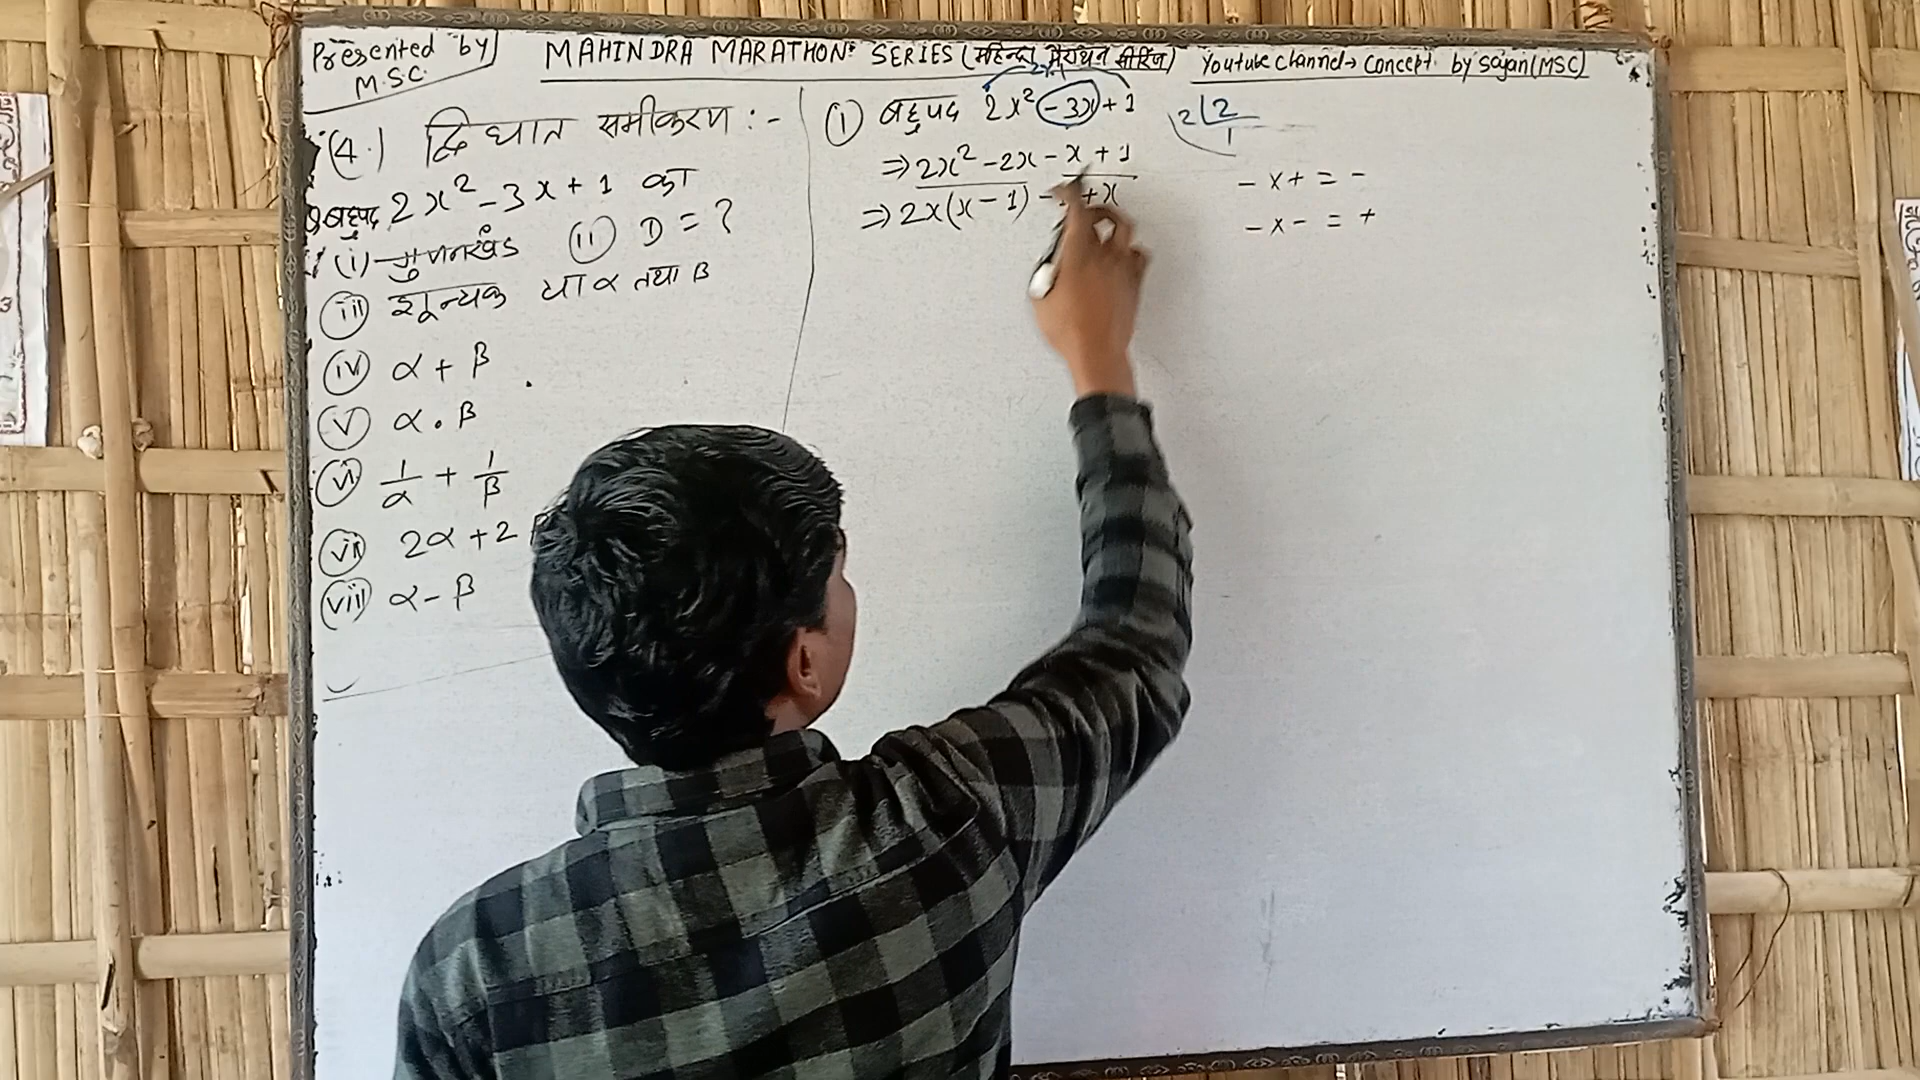 Presented by
M.S.C.
MAHINDRA MARATHON SERIES (महिन्द्रा मैराथन सीरिज)
Youtube channel → Concept. by Sajan (MSC)
(4.) द्विघात समीकरण :-
बहुपद 2x² - 3x + 1 का
(i) गुणनखंड (ii) D = ?
(iii) शून्यक या α तथा β
(iv) α + β
(v) α . β
(vi) 1/α + 1/β
(vii) 2α + 2
(viii) α - β
(i) बहुपद 2x² - 3x + 1
⇒ 2x² - 2x - x + 1
⇒ 2x(x - 1) - + x
2 | 2
1
- x + = -
- x - = +